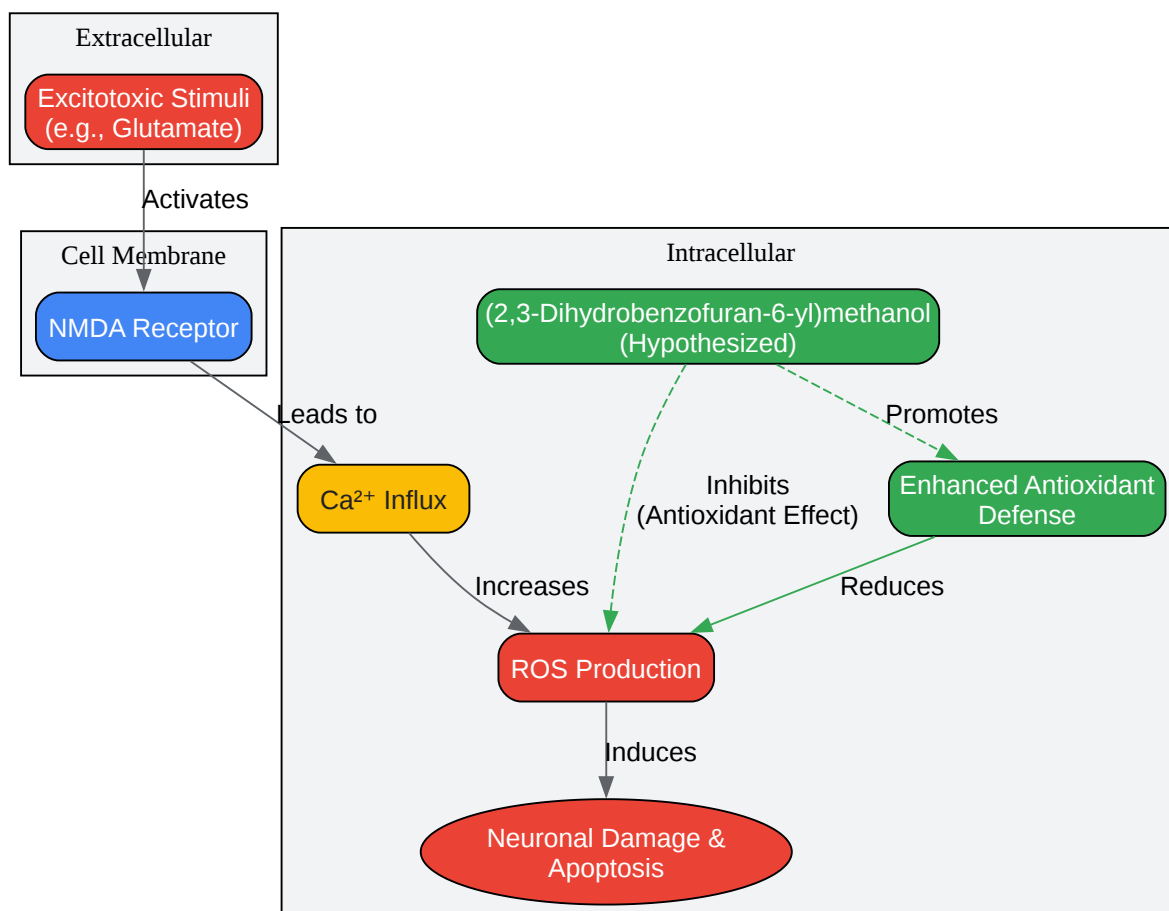 Extracellular
Excitotoxic Stimuli
(e.g., Glutamate)
Activates
Cell Membrane
NMDA Receptor
Intracellular
(2,3-Dihydrobenzofuran-6-yl)methanol
(Hypothesized)
Leads to
Promotes
Ca²⁺ Influx
Inhibits
(Antioxidant Effect)
Enhanced Antioxidant
Defense
Increases
Reduces
ROS Production
Induces
Neuronal Damage &
Apoptosis